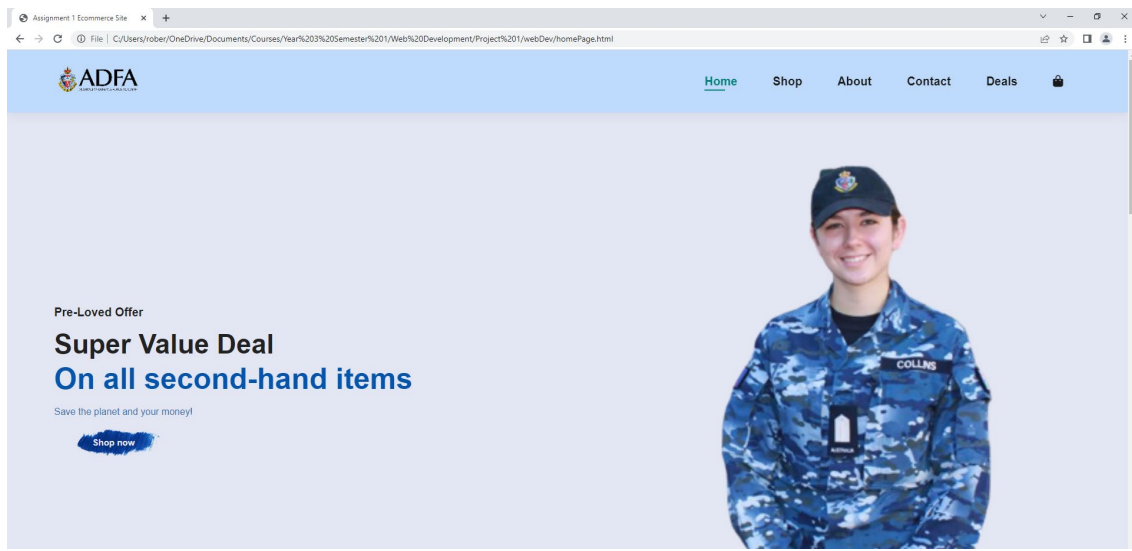 Assignment 1 Ecommerce Site
File | C:/Users/rober/OneDrive/Documents/Courses/Year%203%20Semester%201/Web%20Development/Project%201/webDev/homePage.html
ADFA
Home Shop About Contact Deals
Pre-Loved Offer
Super Value Deal
On all second-hand items
Save the planet and your money!
Shop now
COLLNS
AUSTRALIA